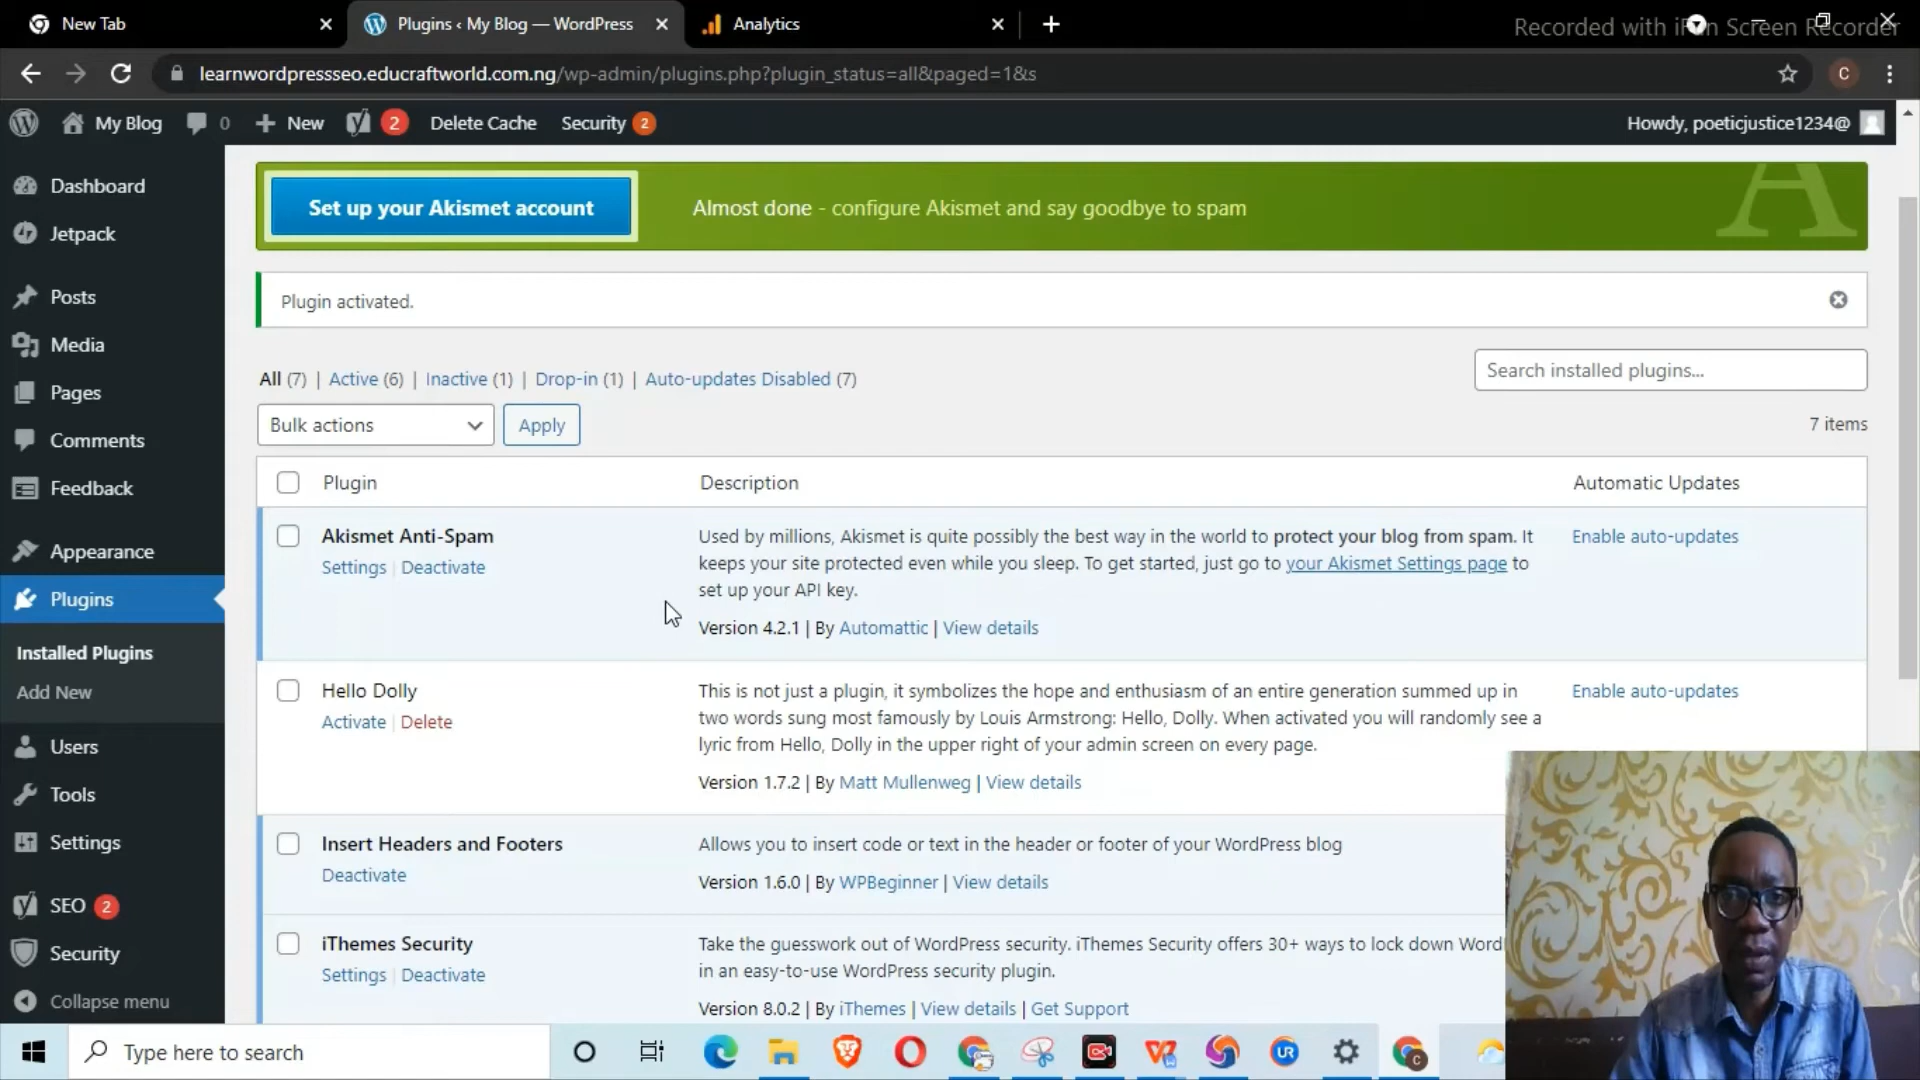 New Tab
Plugins ‹ My Blog — WordPress
Analytics
Recorded with iFun Screen Recorder
learnwordpressseo.educraftworld.com.ng/wp-admin/plugins.php?plugin_status=all&paged=1&s
C
My Blog
0
New
2
Delete Cache
Security 2
Howdy, poeticjustice1234@
Dashboard
Jetpack
Posts
Media
Pages
Comments
Feedback
Appearance
Plugins
Installed Plugins
Add New
Users
Tools
Settings
SEO 2
Security
Collapse menu
Set up your Akismet account
Almost done - configure Akismet and say goodbye to spam
A
Plugin activated.
All (7) | Active (6) | Inactive (1) | Drop-in (1) | Auto-updates Disabled (7)
Search installed plugins...
Bulk actions
Apply
7 items
Plugin
Description
Automatic Updates
Akismet Anti-Spam
Settings | Deactivate
Used by millions, Akismet is quite possibly the best way in the world to protect your blog from spam. It
keeps your site protected even while you sleep. To get started, just go to your Akismet Settings page to
set up your API key.
Version 4.2.1 | By Automattic | View details
Enable auto-updates
Hello Dolly
Activate | Delete
This is not just a plugin, it symbolizes the hope and enthusiasm of an entire generation summed up in
two words sung most famously by Louis Armstrong: Hello, Dolly. When activated you will randomly see a
lyric from Hello, Dolly in the upper right of your admin screen on every page.
Version 1.7.2 | By Matt Mullenweg | View details
Enable auto-updates
Insert Headers and Footers
Deactivate
Allows you to insert code or text in the header or footer of your WordPress blog
Version 1.6.0 | By WPBeginner | View details
iThemes Security
Settings | Deactivate
Take the guesswork out of WordPress security. iThemes Security offers 30+ ways to lock down Word
in an easy-to-use WordPress security plugin.
Version 8.0.2 | By iThemes | View details | Get Support
Type here to search
UR
C